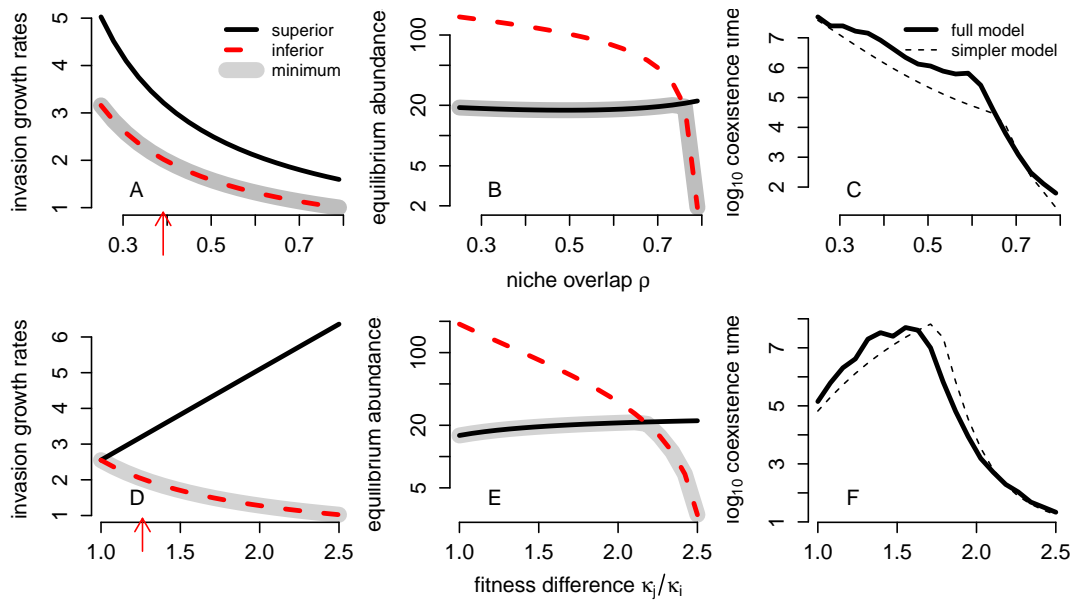 invasion growth rates
5
4
3
2
1
superior
inferior
minimum
A
0.3 0.5 0.7
equilibrium abundance
100
20
5
2
B
0.3 0.5 0.7
niche overlap ρ
log10 coexistence time
7
6
5
4
3
2
full model
simpler model
C
0.3 0.5 0.7
invasion growth rates
6
5
4
3
2
1
D
1.0 1.5 2.0 2.5
equilibrium abundance
100
20
5
E
1.0 1.5 2.0 2.5
fitness difference κj/κi
log10 coexistence time
7
5
3
1
F
1.0 1.5 2.0 2.5